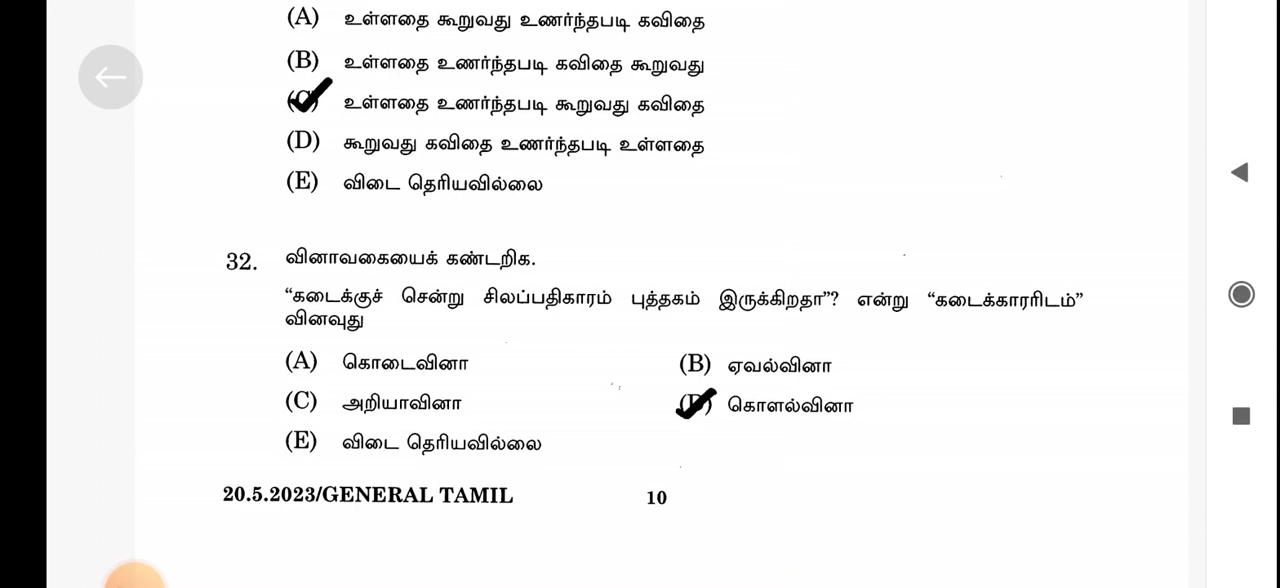 (A) உள்ளதை கூறுவது உணர்ந்தபடி கவிதை
(B) உள்ளதை உணர்ந்தபடி கவிதை கூறுவது
(C) உள்ளதை உணர்ந்தபடி கூறுவது கவிதை
(D) கூறுவது கவிதை உணர்ந்தபடி உள்ளதை
(E) விடை தெரியவில்லை
32. வினாவகையைக் கண்டறிக.
“கடைக்குச் சென்று சிலப்பதிகாரம் புத்தகம் இருக்கிறதா”? என்று “கடைக்காரரிடம்”
வினவுது
(A) கொடைவினா (B) ஏவல்வினா
(C) அறியாவினா (D) கொளல்வினா
(E) விடை தெரியவில்லை
20.5.2023/GENERAL TAMIL 10